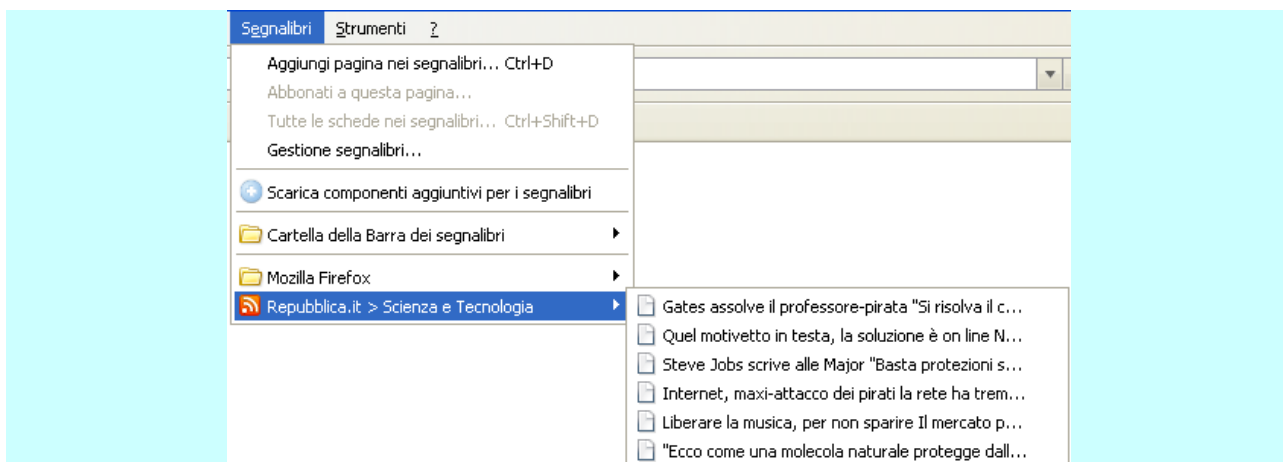 Segnalibri Strumenti ?
Aggiungi pagina nei segnalibri... Ctrl+D
Abbonati a questa pagina...
Tutte le schede nei segnalibri... Ctrl+Shift+D
Gestione segnalibri...
Scarica componenti aggiuntivi per i segnalibri
Cartella della Barra dei segnalibri
Mozilla Firefox
Repubblica.it > Scienza e Tecnologia
Gates assolve il professore-pirata "Si risolva il c...
Quel motivetto in testa, la soluzione è on line N...
Steve Jobs scrive alle Major "Basta protezioni s...
Internet, maxi-attacco dei pirati la rete ha trem...
Liberare la musica, per non sparire Il mercato p...
"Ecco come una molecola naturale protegge dall...